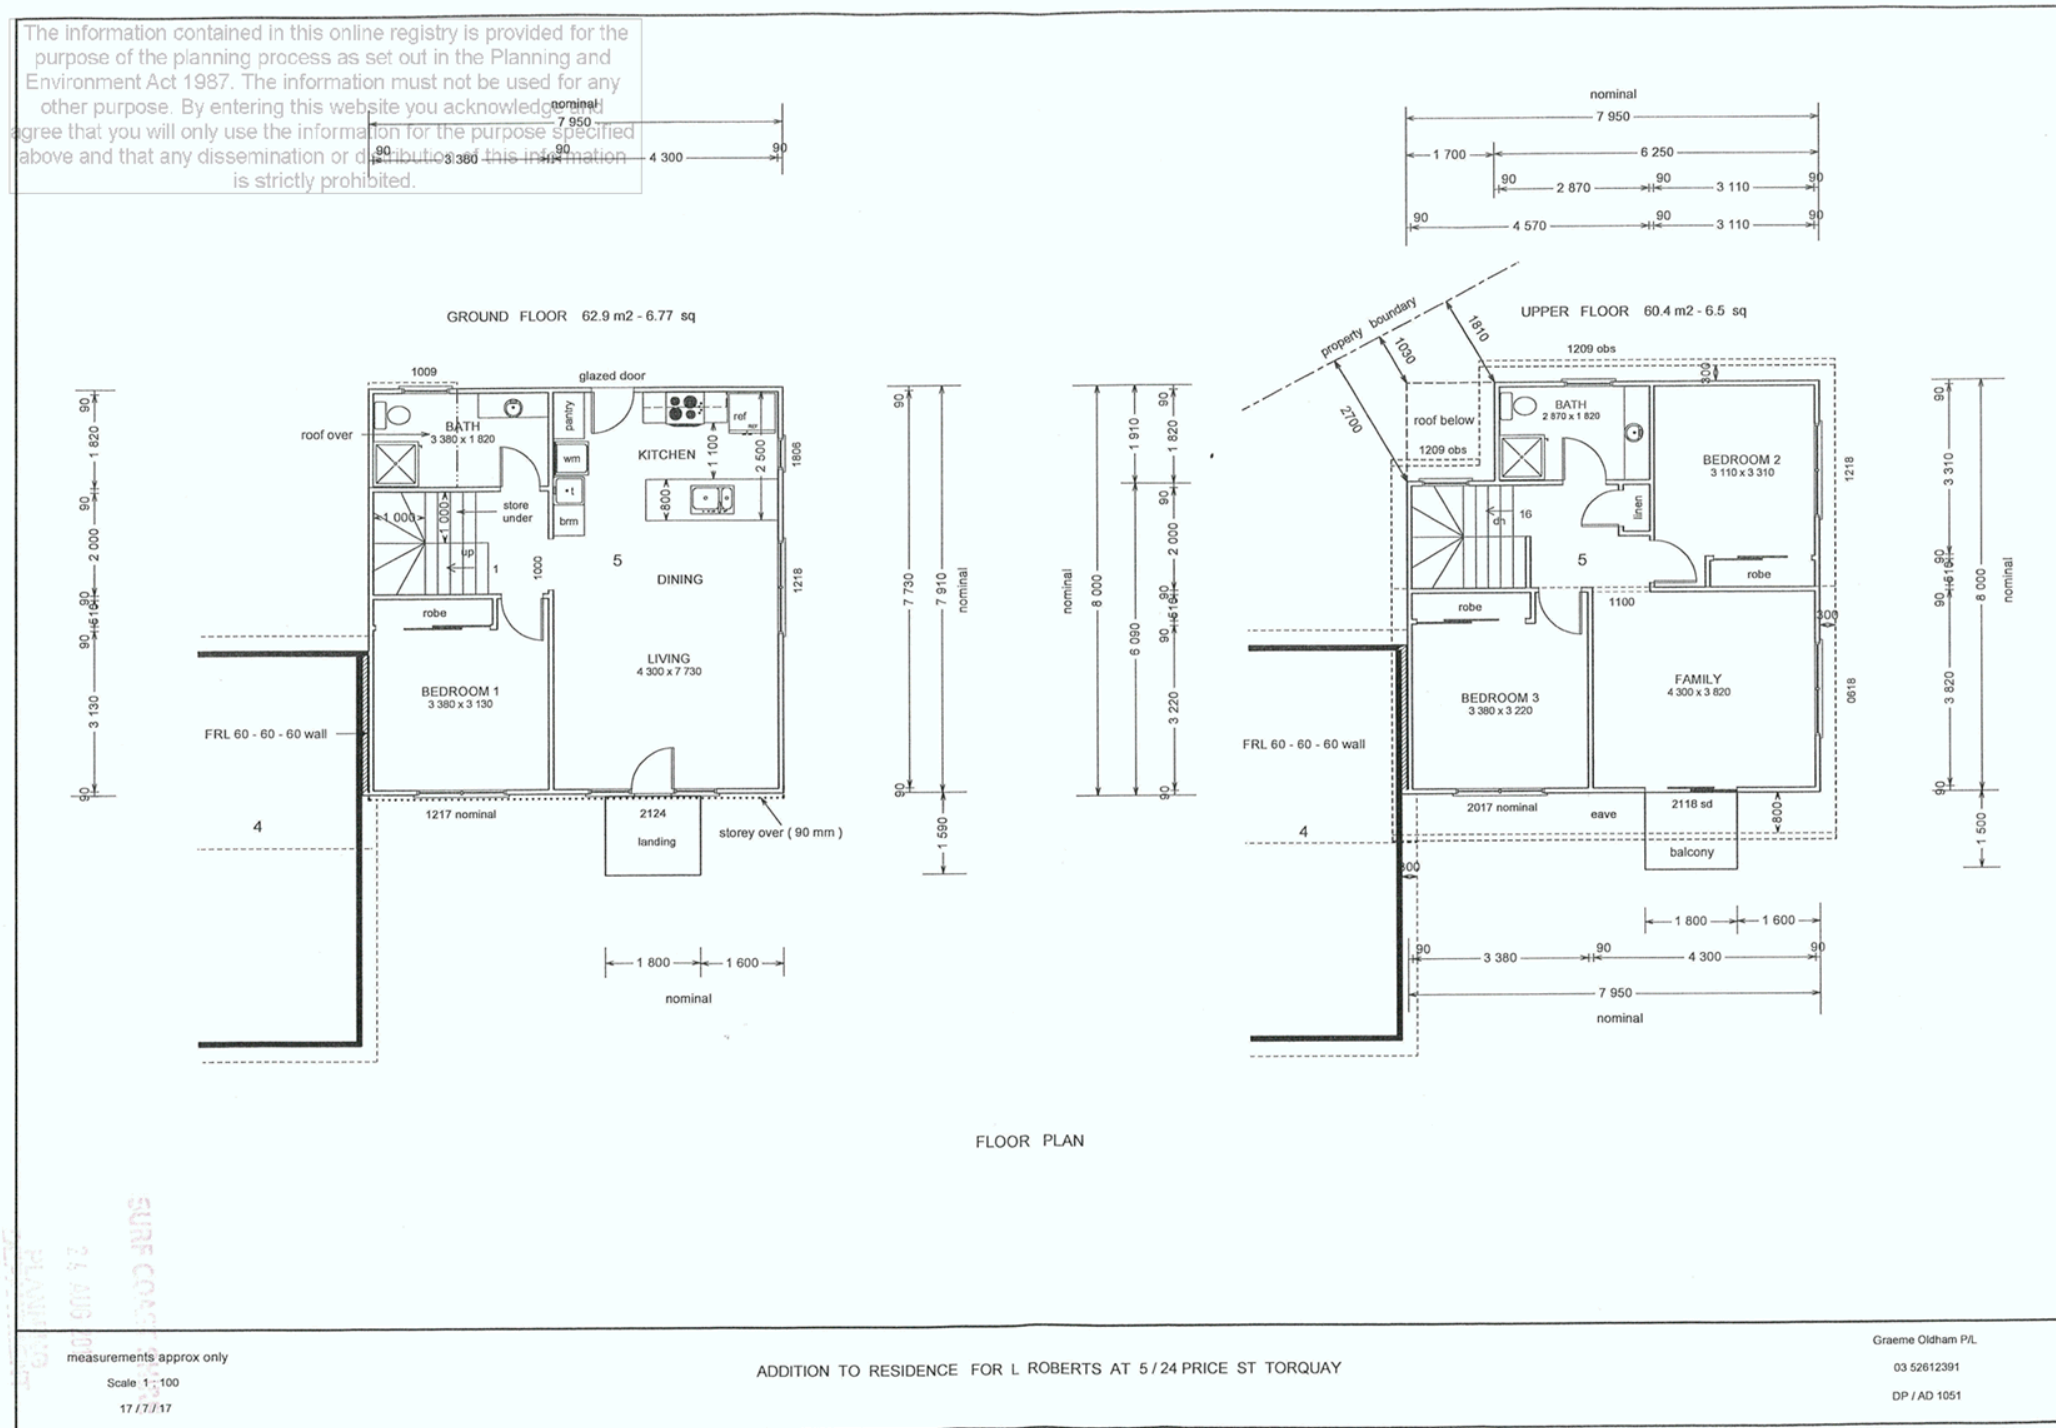 The information contained in this online registry is provided for the
purpose of the planning process as set out in the Planning and
Environment Act 1987. The information must not be used for any
other purpose. By entering this website you acknowledge and
agree that you will only use the information for the purpose specified
above and that any dissemination or distribution of this information
is strictly prohibited.
nominal
7 950
90
3 380
90
4 300
90
nominal
7 950
1 700
6 250
90
2 870
90
3 110
90
90
4 570
90
3 110
90
GROUND FLOOR 62.9 m2 - 6.77 sq
1009
glazed door
roof over
BATH
3 380 x 1 820
pantry
ref
REF
wm
t
brm
KITCHEN
1 100
2 500
800
1806
1 000
1 000
store
under
up
1
1000
5
DINING
1218
robe
LIVING
4 300 x 7 730
BEDROOM 1
3 380 x 3 130
FRL 60 - 60 - 60 wall
4
1217 nominal
2124
landing
storey over ( 90 mm )
90
1 820
90
2 000
90
510
90
3 130
90
90
7 730
90
7 910
nominal
1 590
1 800
1 600
nominal
UPPER FLOOR 60.4 m2 - 6.5 sq
property boundary
1810
1030
2700
1209 obs
300
roof below
1209 obs
BATH
2 870 x 1 820
BEDROOM 2
3 110 x 3 310
1218
linen
dn
16
5
robe
robe
1100
300
FAMILY
4 300 x 3 820
0618
BEDROOM 3
3 380 x 3 220
FRL 60 - 60 - 60 wall
4
2017 nominal
eave
2118 sd
800
balcony
nominal
8 000
1 910
6 090
90
1 820
90
2 000
90
510
90
3 220
90
90
3 310
90
510
90
3 820
90
8 000
nominal
1 500
1 800
1 600
90
3 380
90
4 300
90
7 950
nominal
FLOOR PLAN
SURF COAST SHIRE
PLANNING
measurements approx only
Scale 1 : 100
17 / 7 / 17
ADDITION TO RESIDENCE FOR L ROBERTS AT 5 / 24 PRICE ST TORQUAY
Graeme Oldham P/L
03 52612391
DP / AD 1051